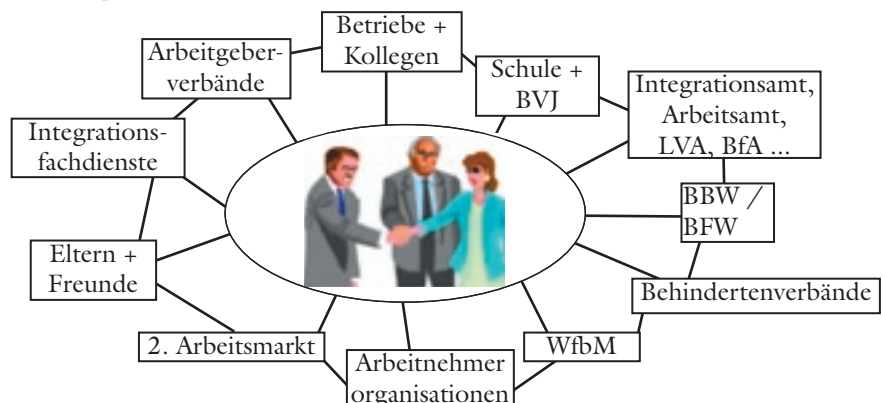 Betriebe +
Kollegen
Arbeitgeber-
verbände
Schule +
BVJ
Integrationsamt,
Arbeitsamt,
LVA, BfA ...
Integrations-
fachdienste
BBW /
BFW
Eltern +
Freunde
Behindertenverbände
2. Arbeitsmarkt
WfbM
Arbeitnehmer
organisationen